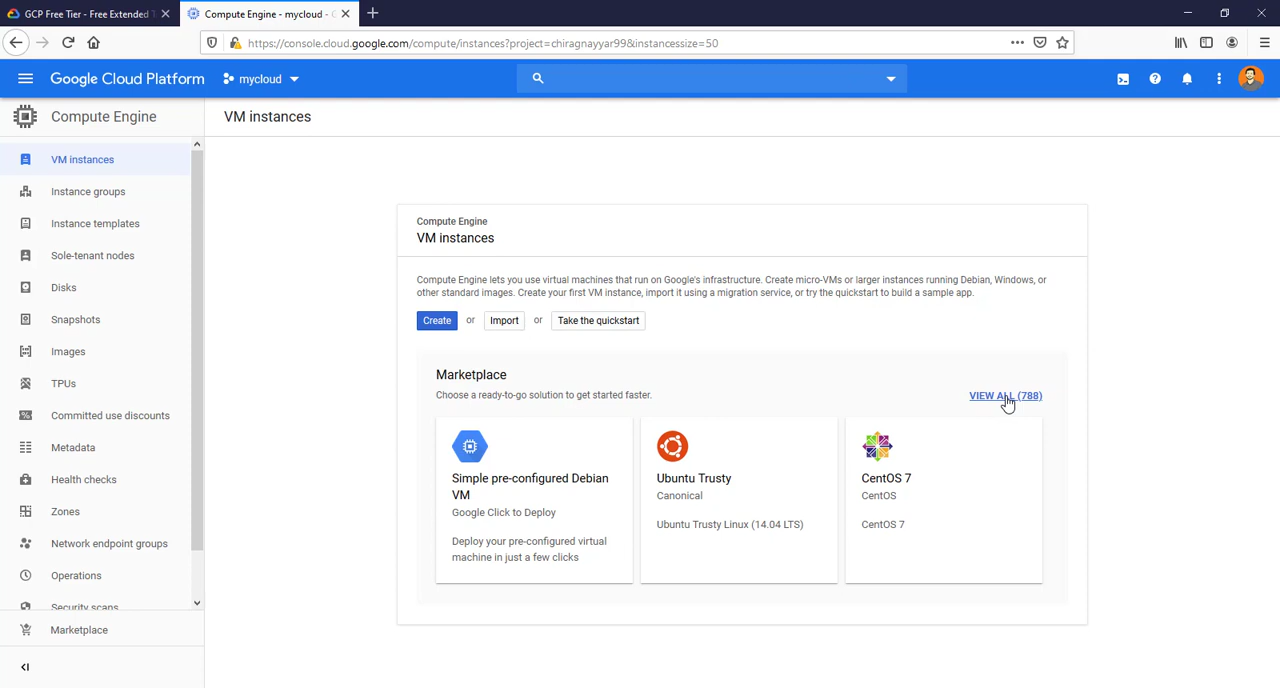 GCP Free Tier - Free Extended T
Compute Engine - mycloud - G
https://console.cloud.google.com/compute/instances?project=chiragnayyar99&instancessize=50
Google Cloud Platform
mycloud
Compute Engine
VM instances
VM instances
Instance groups
Instance templates
Sole-tenant nodes
Disks
Snapshots
Images
TPUs
Committed use discounts
Metadata
Health checks
Zones
Network endpoint groups
Operations
Security scans
Marketplace
Compute Engine
VM instances
Compute Engine lets you use virtual machines that run on Google's infrastructure. Create micro-VMs or larger instances running Debian, Windows, or
other standard images. Create your first VM instance, import it using a migration service, or try the quickstart to build a sample app.
Create or Import or Take the quickstart
Marketplace
Choose a ready-to-go solution to get started faster.
VIEW ALL (788)
Simple pre-configured Debian
VM
Google Click to Deploy
Deploy your pre-configured virtual
machine in just a few clicks
Ubuntu Trusty
Canonical
Ubuntu Trusty Linux (14.04 LTS)
CentOS 7
CentOS
CentOS 7